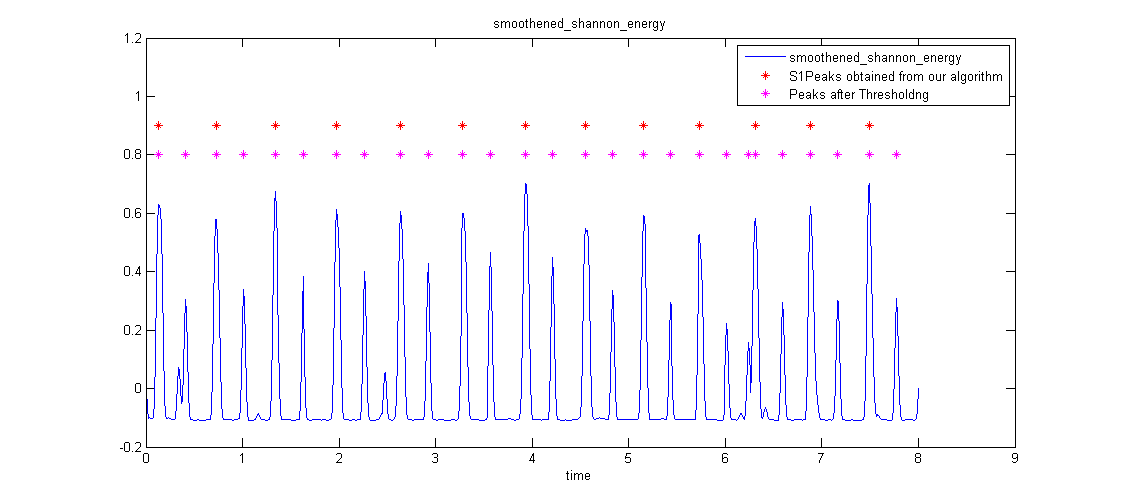 smoothened_shannon_energy
smoothened_shannon_energy
S1Peaks obtained from our algorithm
Peaks after Thresholdng
1.2
1
0.8
0.6
0.4
0.2
0
-0.2
0 1 2 3 4 5 6 7 8 9
time